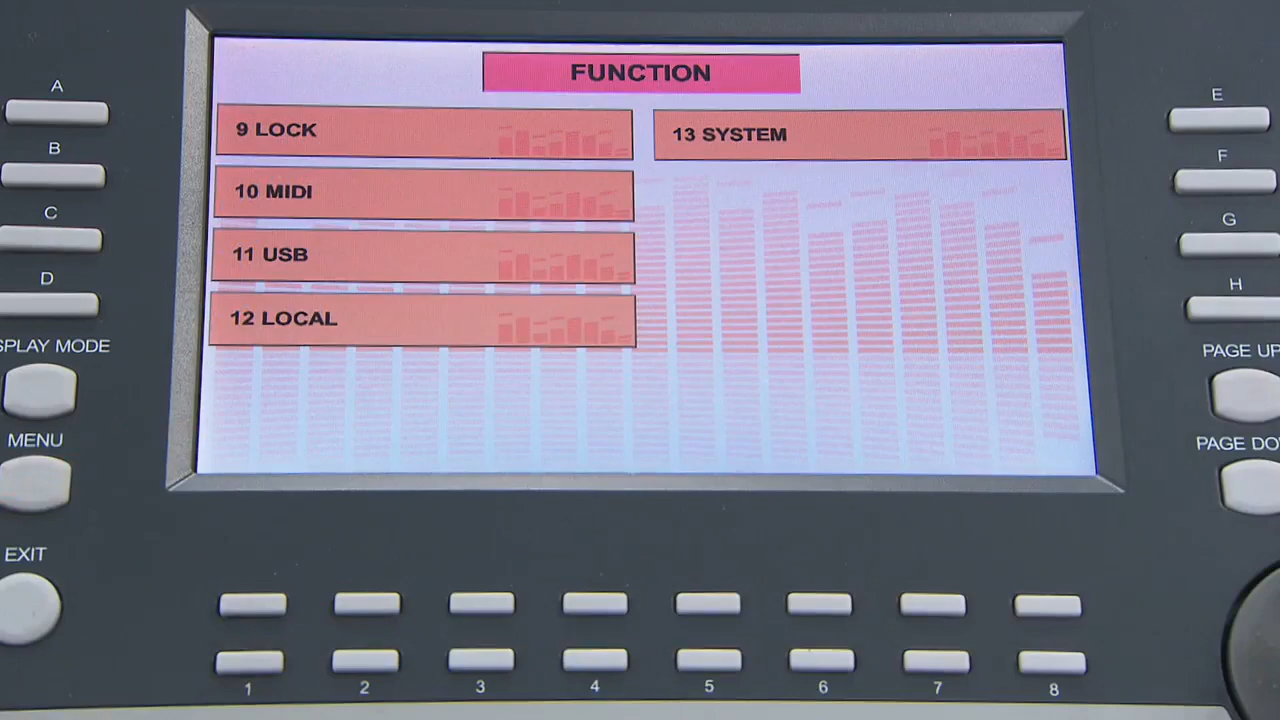 FUNCTION
9 LOCK
10 MIDI
11 USB
12 LOCAL
13 SYSTEM
A
B
C
D
SPLAY MODE
MENU
EXIT
E
F
G
H
PAGE UP
PAGE DO
1 2 3 4 5 6 7 8